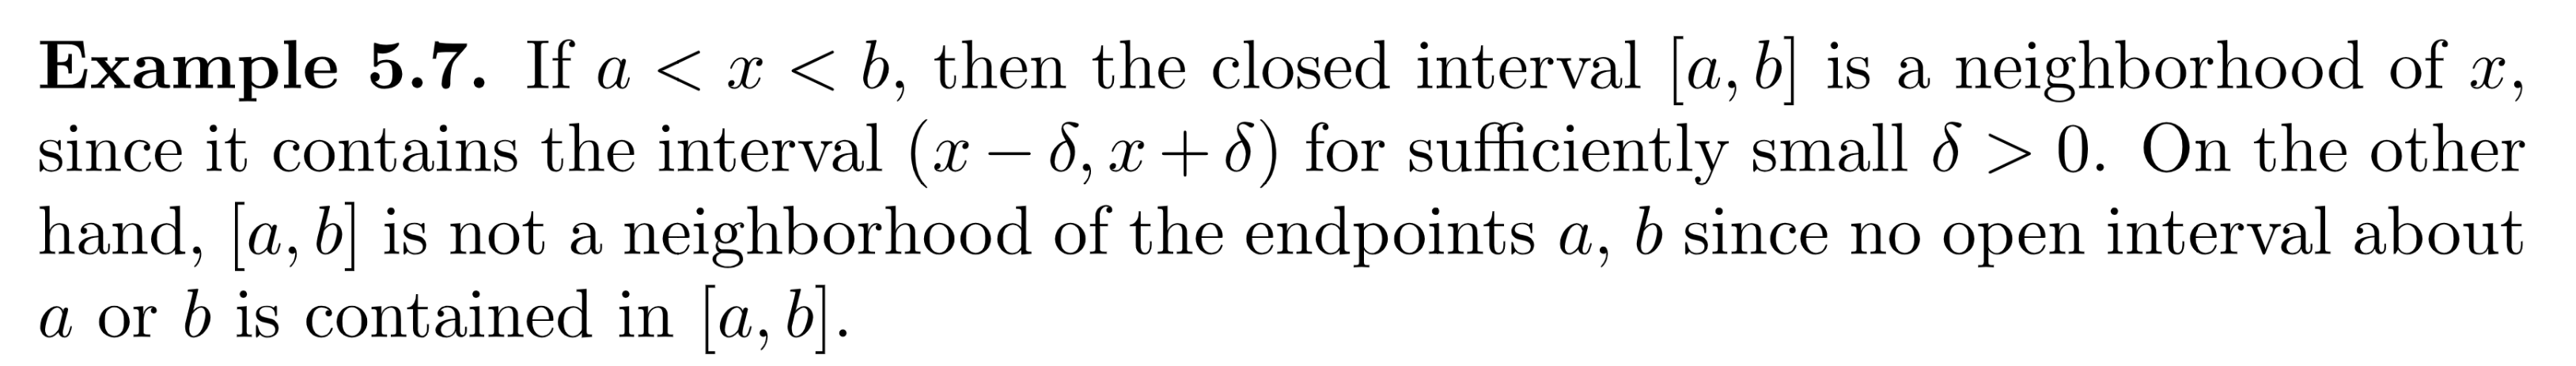 Example 5.7. If a < x < b, then the closed interval [a, b] is a neighborhood of x,
since it contains the interval (x − δ, x + δ) for sufficiently small δ > 0. On the other
hand, [a, b] is not a neighborhood of the endpoints a, b since no open interval about
a or b is contained in [a, b].